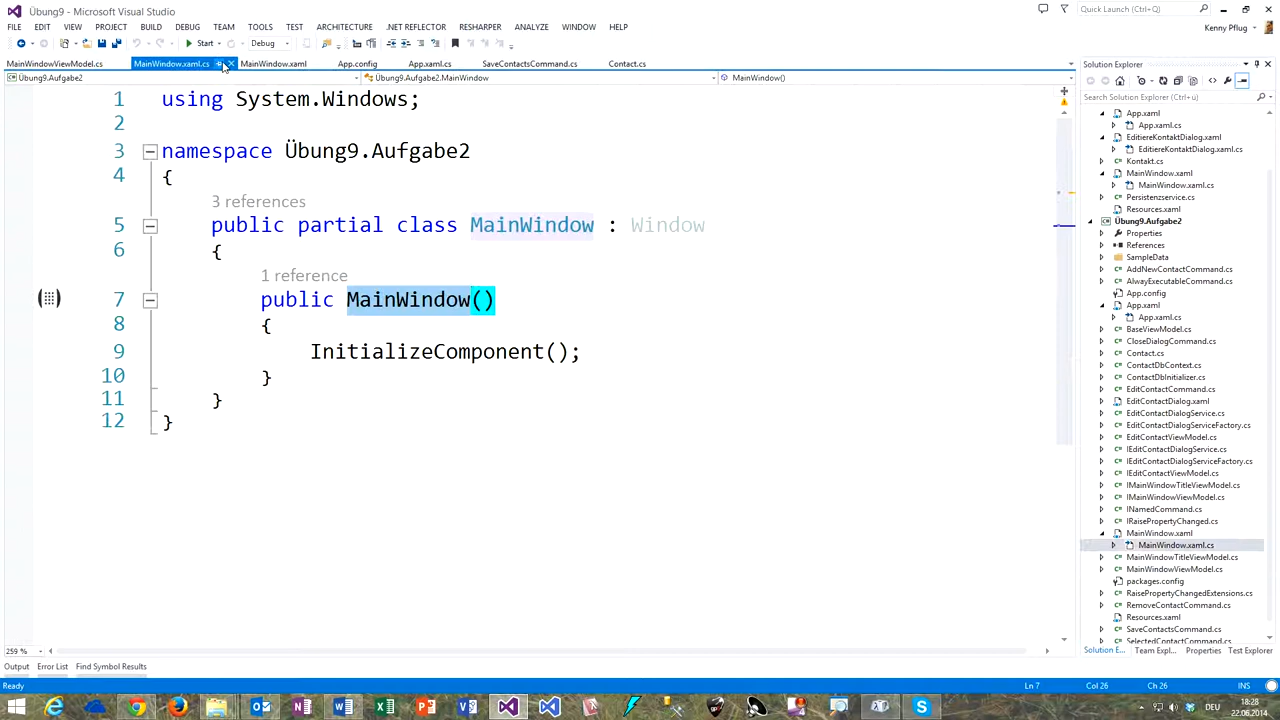 Übung9 - Microsoft Visual Studio
Quick Launch (Ctrl+Q)
FILE EDIT VIEW PROJECT BUILD DEBUG TEAM TOOLS TEST ARCHITECTURE .NET REFLECTOR RESHARPER ANALYZE WINDOW HELP
Kenny Pflug
Start Debug
MainWindowViewModel.cs MainWindow.xaml.cs MainWindow.xaml App.config App.xaml.cs SaveContactsCommand.cs Contact.cs
Übung9.Aufgabe2 Übung9.Aufgabe2.MainWindow MainWindow()
1 using System.Windows;
2
3 namespace Übung9.Aufgabe2
4 {
3 references
5 public partial class MainWindow : Window
6 {
1 reference
7 public MainWindow()
8 {
9 InitializeComponent();
10 }
11 }
12 }
259 %
Output Error List Find Symbol Results
Solution Explorer
Search Solution Explorer (Ctrl+ü)
App.xaml
App.xaml.cs
EditiereKontaktDialog.xaml
EditiereKontaktDialog.xaml.cs
Kontakt.cs
MainWindow.xaml
MainWindow.xaml.cs
Persistenzservice.cs
Resources.xaml
Übung9.Aufgabe2
Properties
References
SampleData
AddNewContactCommand.cs
AlwayExecutableCommand.cs
App.config
App.xaml
App.xaml.cs
BaseViewModel.cs
CloseDialogCommand.cs
Contact.cs
ContactDbContext.cs
ContactDbInitializer.cs
EditContactCommand.cs
EditContactDialog.xaml
EditContactDialogService.cs
EditContactDialogServiceFactory.cs
EditContactViewModel.cs
IEditContactDialogService.cs
IEditContactDialogServiceFactory.cs
IEditContactViewModel.cs
IMainWindowTitleViewModel.cs
IMainWindowViewModel.cs
INamedCommand.cs
IRaisePropertyChanged.cs
MainWindow.xaml
MainWindow.xaml.cs
MainWindowTitleViewModel.cs
MainWindowViewModel.cs
packages.config
RaisePropertyChangedExtensions.cs
RemoveContactCommand.cs
Resources.xaml
SaveContactsCommand.cs
SelectedContactCommand.cs
Solution E... Team Expl... Properties Test Explorer
Ready Ln 7 Col 26 Ch 26 INS
DEU
18:28
22.06.2014